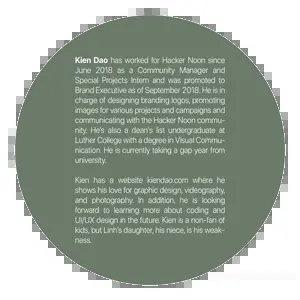 Kien Dao has worked for Hacker Noon since
June 2018 as a Community Manager and
Special Projects Intern and was promoted to
Brand Executive as of September 2018. He is in
charge of designing branding logos, promoting
images for various projects and campaigns and
communicating with the Hacker Noon commu-
nity. He's also a dean's list undergraduate at
Luther College with a degree in Visual Commu-
nication. He is currently taking a gap year from
university.
Kien has a website kiendao.com where he
shows his love for graphic design, videography,
and photography. In addition, he is looking
forward to learning more about coding and
UI/UX design in the future. Kien is a non-fan of
kids, but Linh's daughter, his niece, is his weak-
ness.